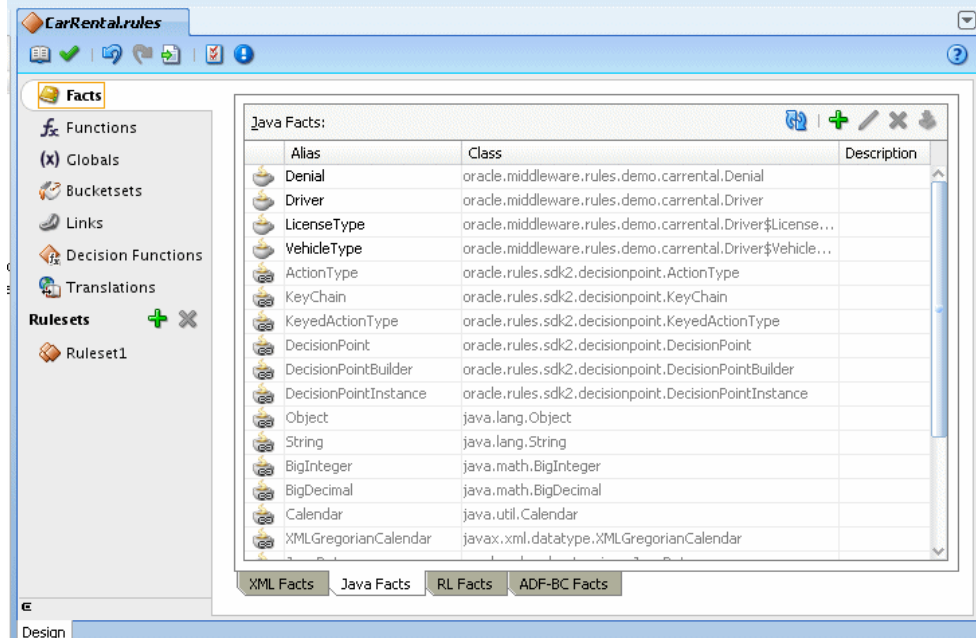 CarRental.rules
Facts
Functions
(x) Globals
Bucketsets
Links
Decision Functions
Translations
Rulesets
Ruleset1
Java Facts:
Alias Class Description
Denial oracle.middleware.rules.demo.carrental.Denial
Driver oracle.middleware.rules.demo.carrental.Driver
LicenseType oracle.middleware.rules.demo.carrental.Driver$License...
VehicleType oracle.middleware.rules.demo.carrental.Driver$Vehicle...
ActionType oracle.rules.sdk2.decisionpoint.ActionType
KeyChain oracle.rules.sdk2.decisionpoint.KeyChain
KeyedActionType oracle.rules.sdk2.decisionpoint.KeyedActionType
DecisionPoint oracle.rules.sdk2.decisionpoint.DecisionPoint
DecisionPointBuilder oracle.rules.sdk2.decisionpoint.DecisionPointBuilder
DecisionPointInstance oracle.rules.sdk2.decisionpoint.DecisionPointInstance
Object java.lang.Object
String java.lang.String
BigInteger java.math.BigInteger
BigDecimal java.math.BigDecimal
Calendar java.util.Calendar
XMLGregorianCalendar javax.xml.datatype.XMLGregorianCalendar
XML Facts Java Facts RL Facts ADF-BC Facts
Design